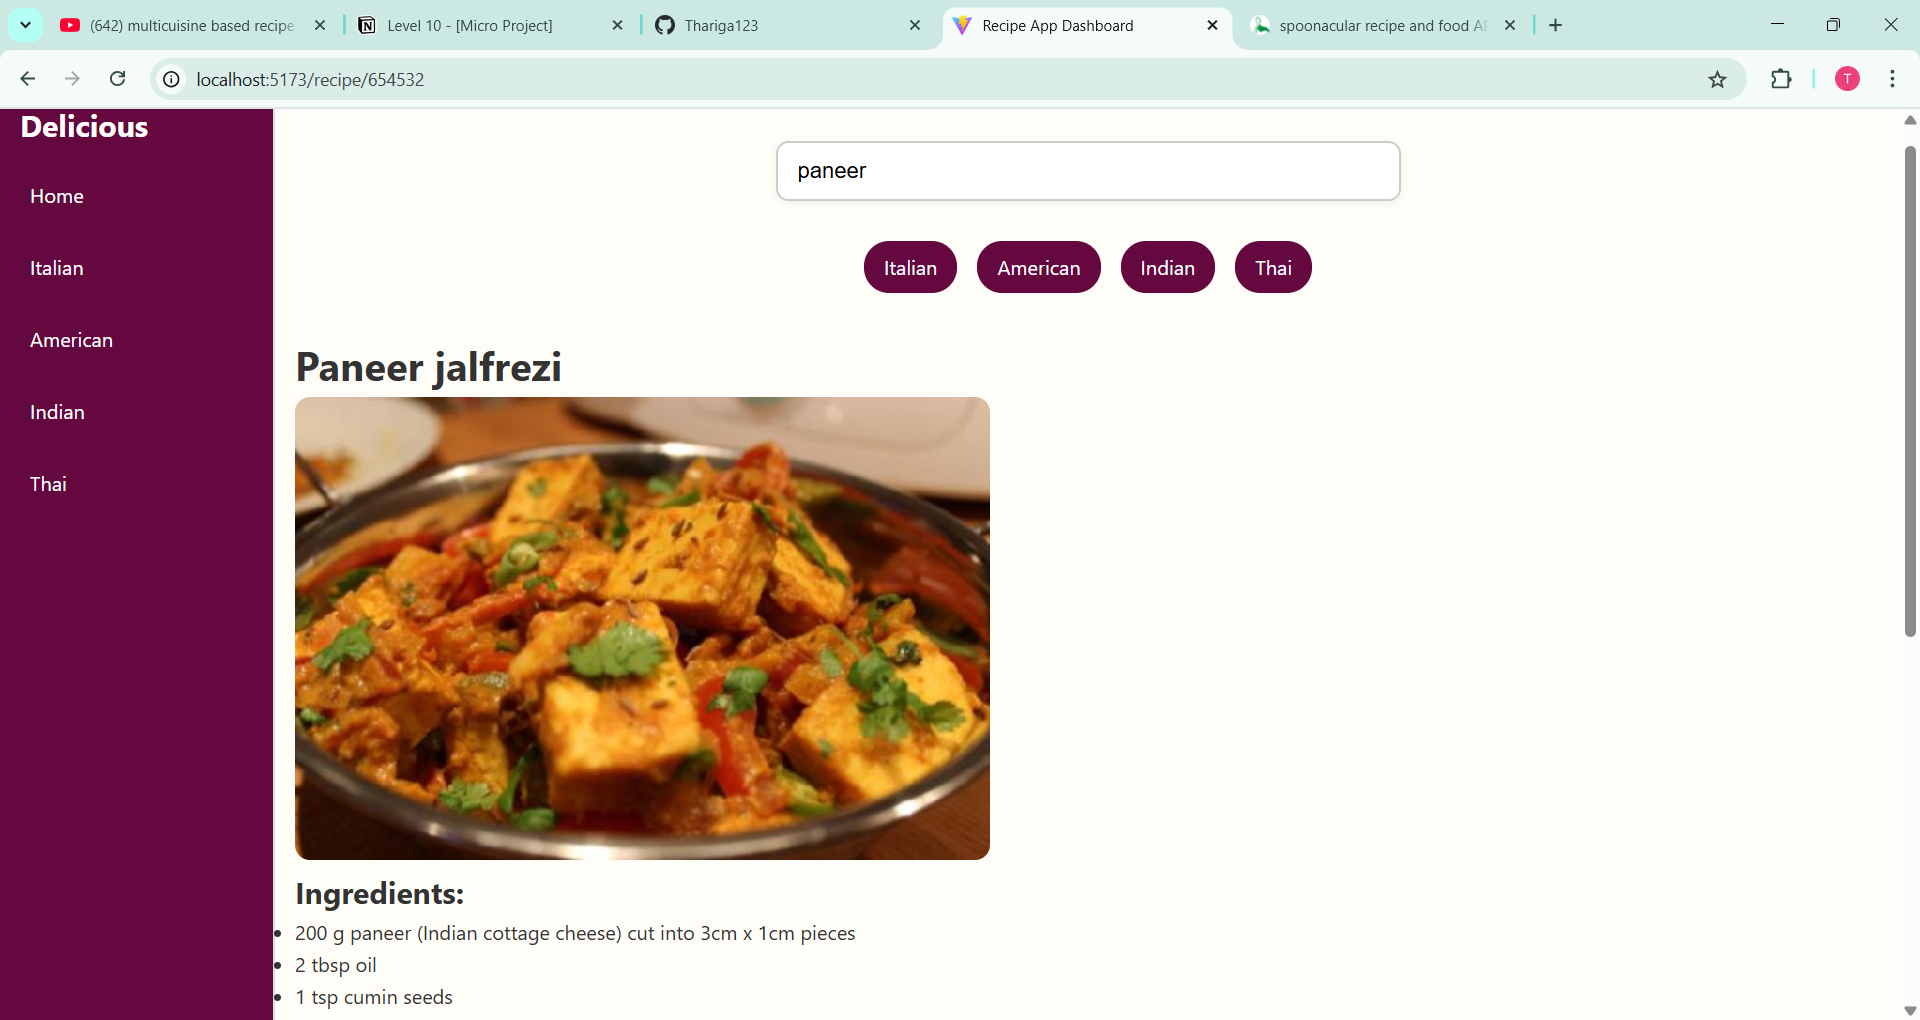 (642) multicuisine based recipe
Level 10 - [Micro Project]
Thariga123
Recipe App Dashboard
spoonacular recipe and food AP
localhost:5173/recipe/654532
T
Delicious
Home
Italian
American
Indian
Thai
paneer
Italian American Indian Thai
Paneer jalfrezi
Ingredients:
• 200 g paneer (Indian cottage cheese) cut into 3cm x 1cm pieces
• 2 tbsp oil
• 1 tsp cumin seeds